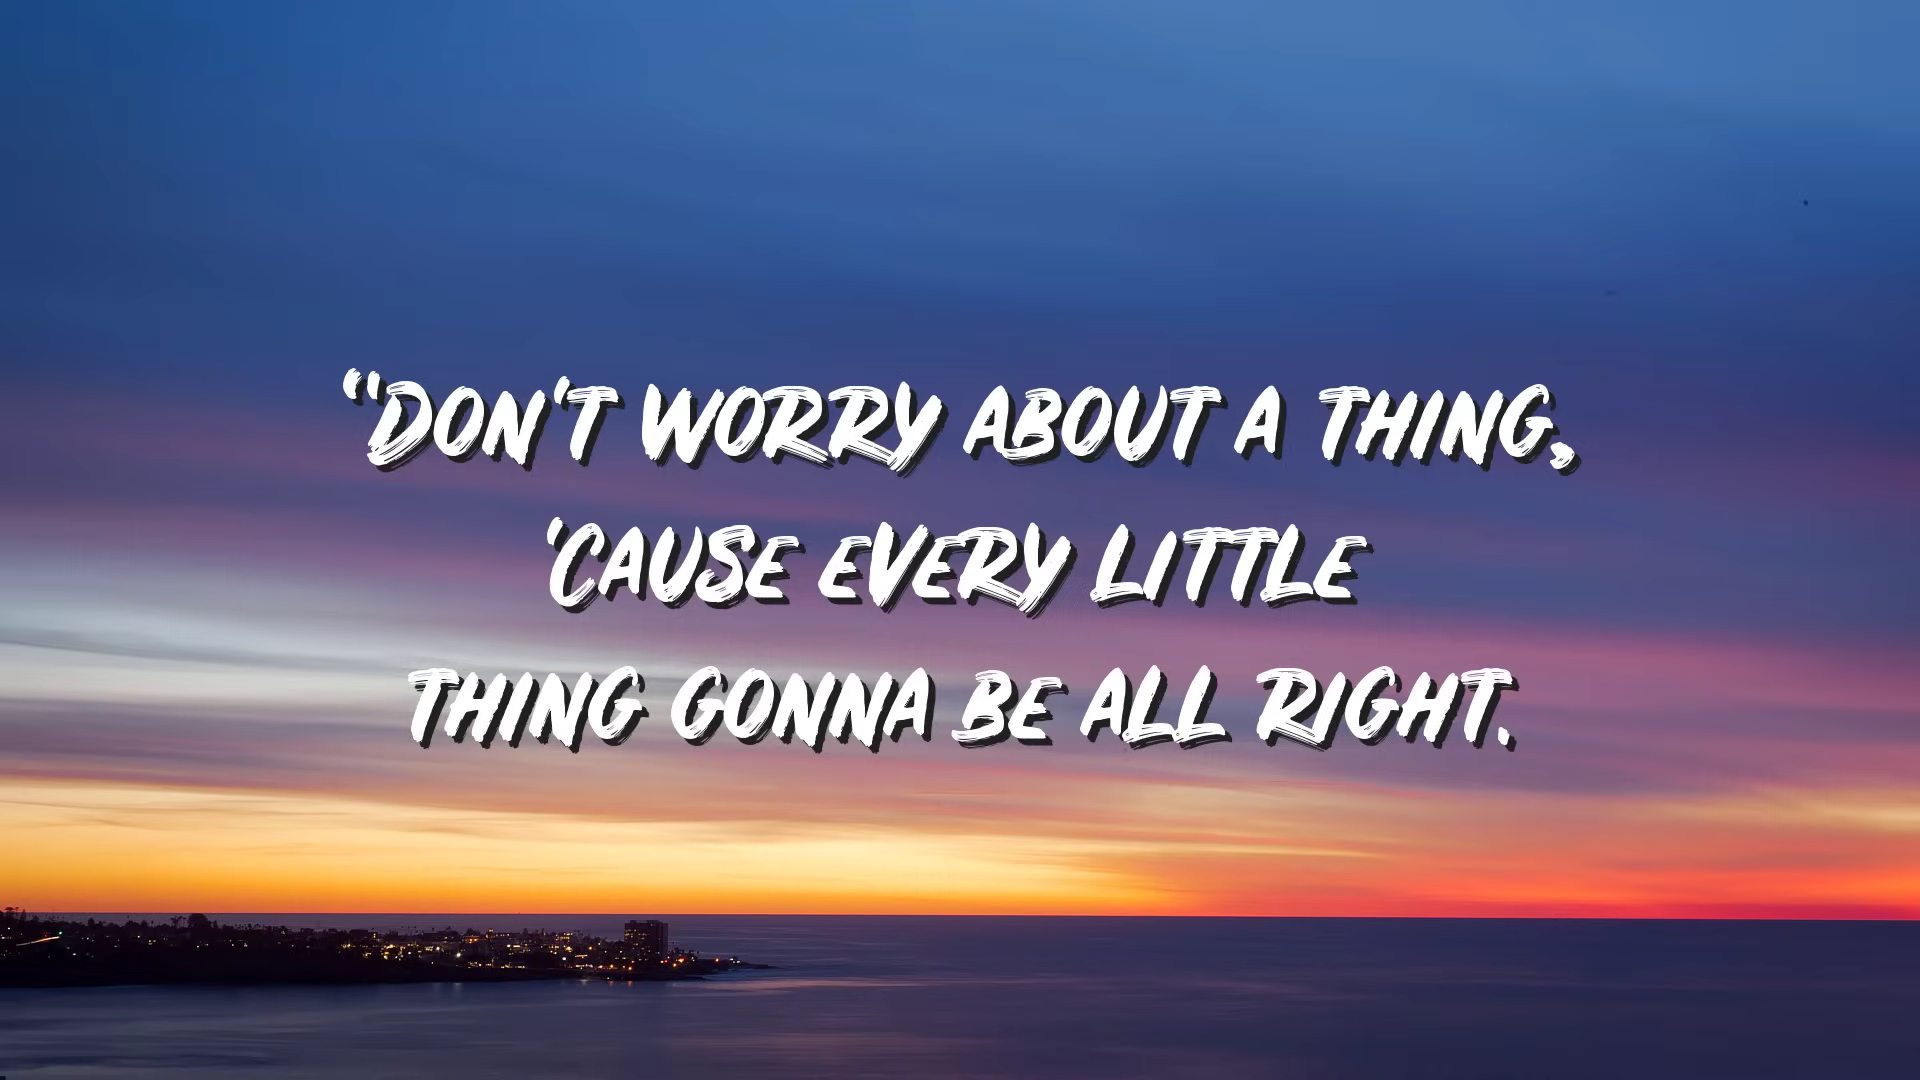 "DON'T WORRY ABOUT A THING,
'CAUSE EVERY LITTLE
THING GONNA BE ALL RIGHT.